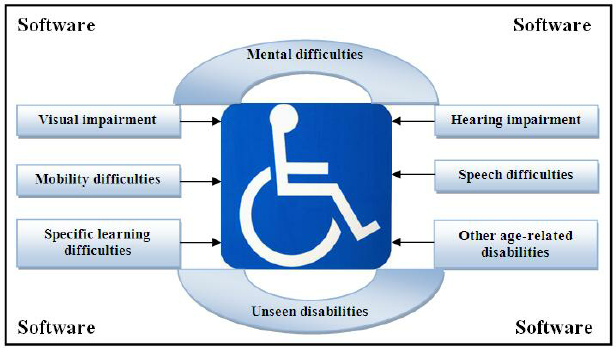 Software
Software
Mental difficulties
Visual impairment
Hearing impairment
Mobility difficulties
Speech difficulties
Specific learning
difficulties
Other age-related
disabilities
Unseen disabilities
Software
Software